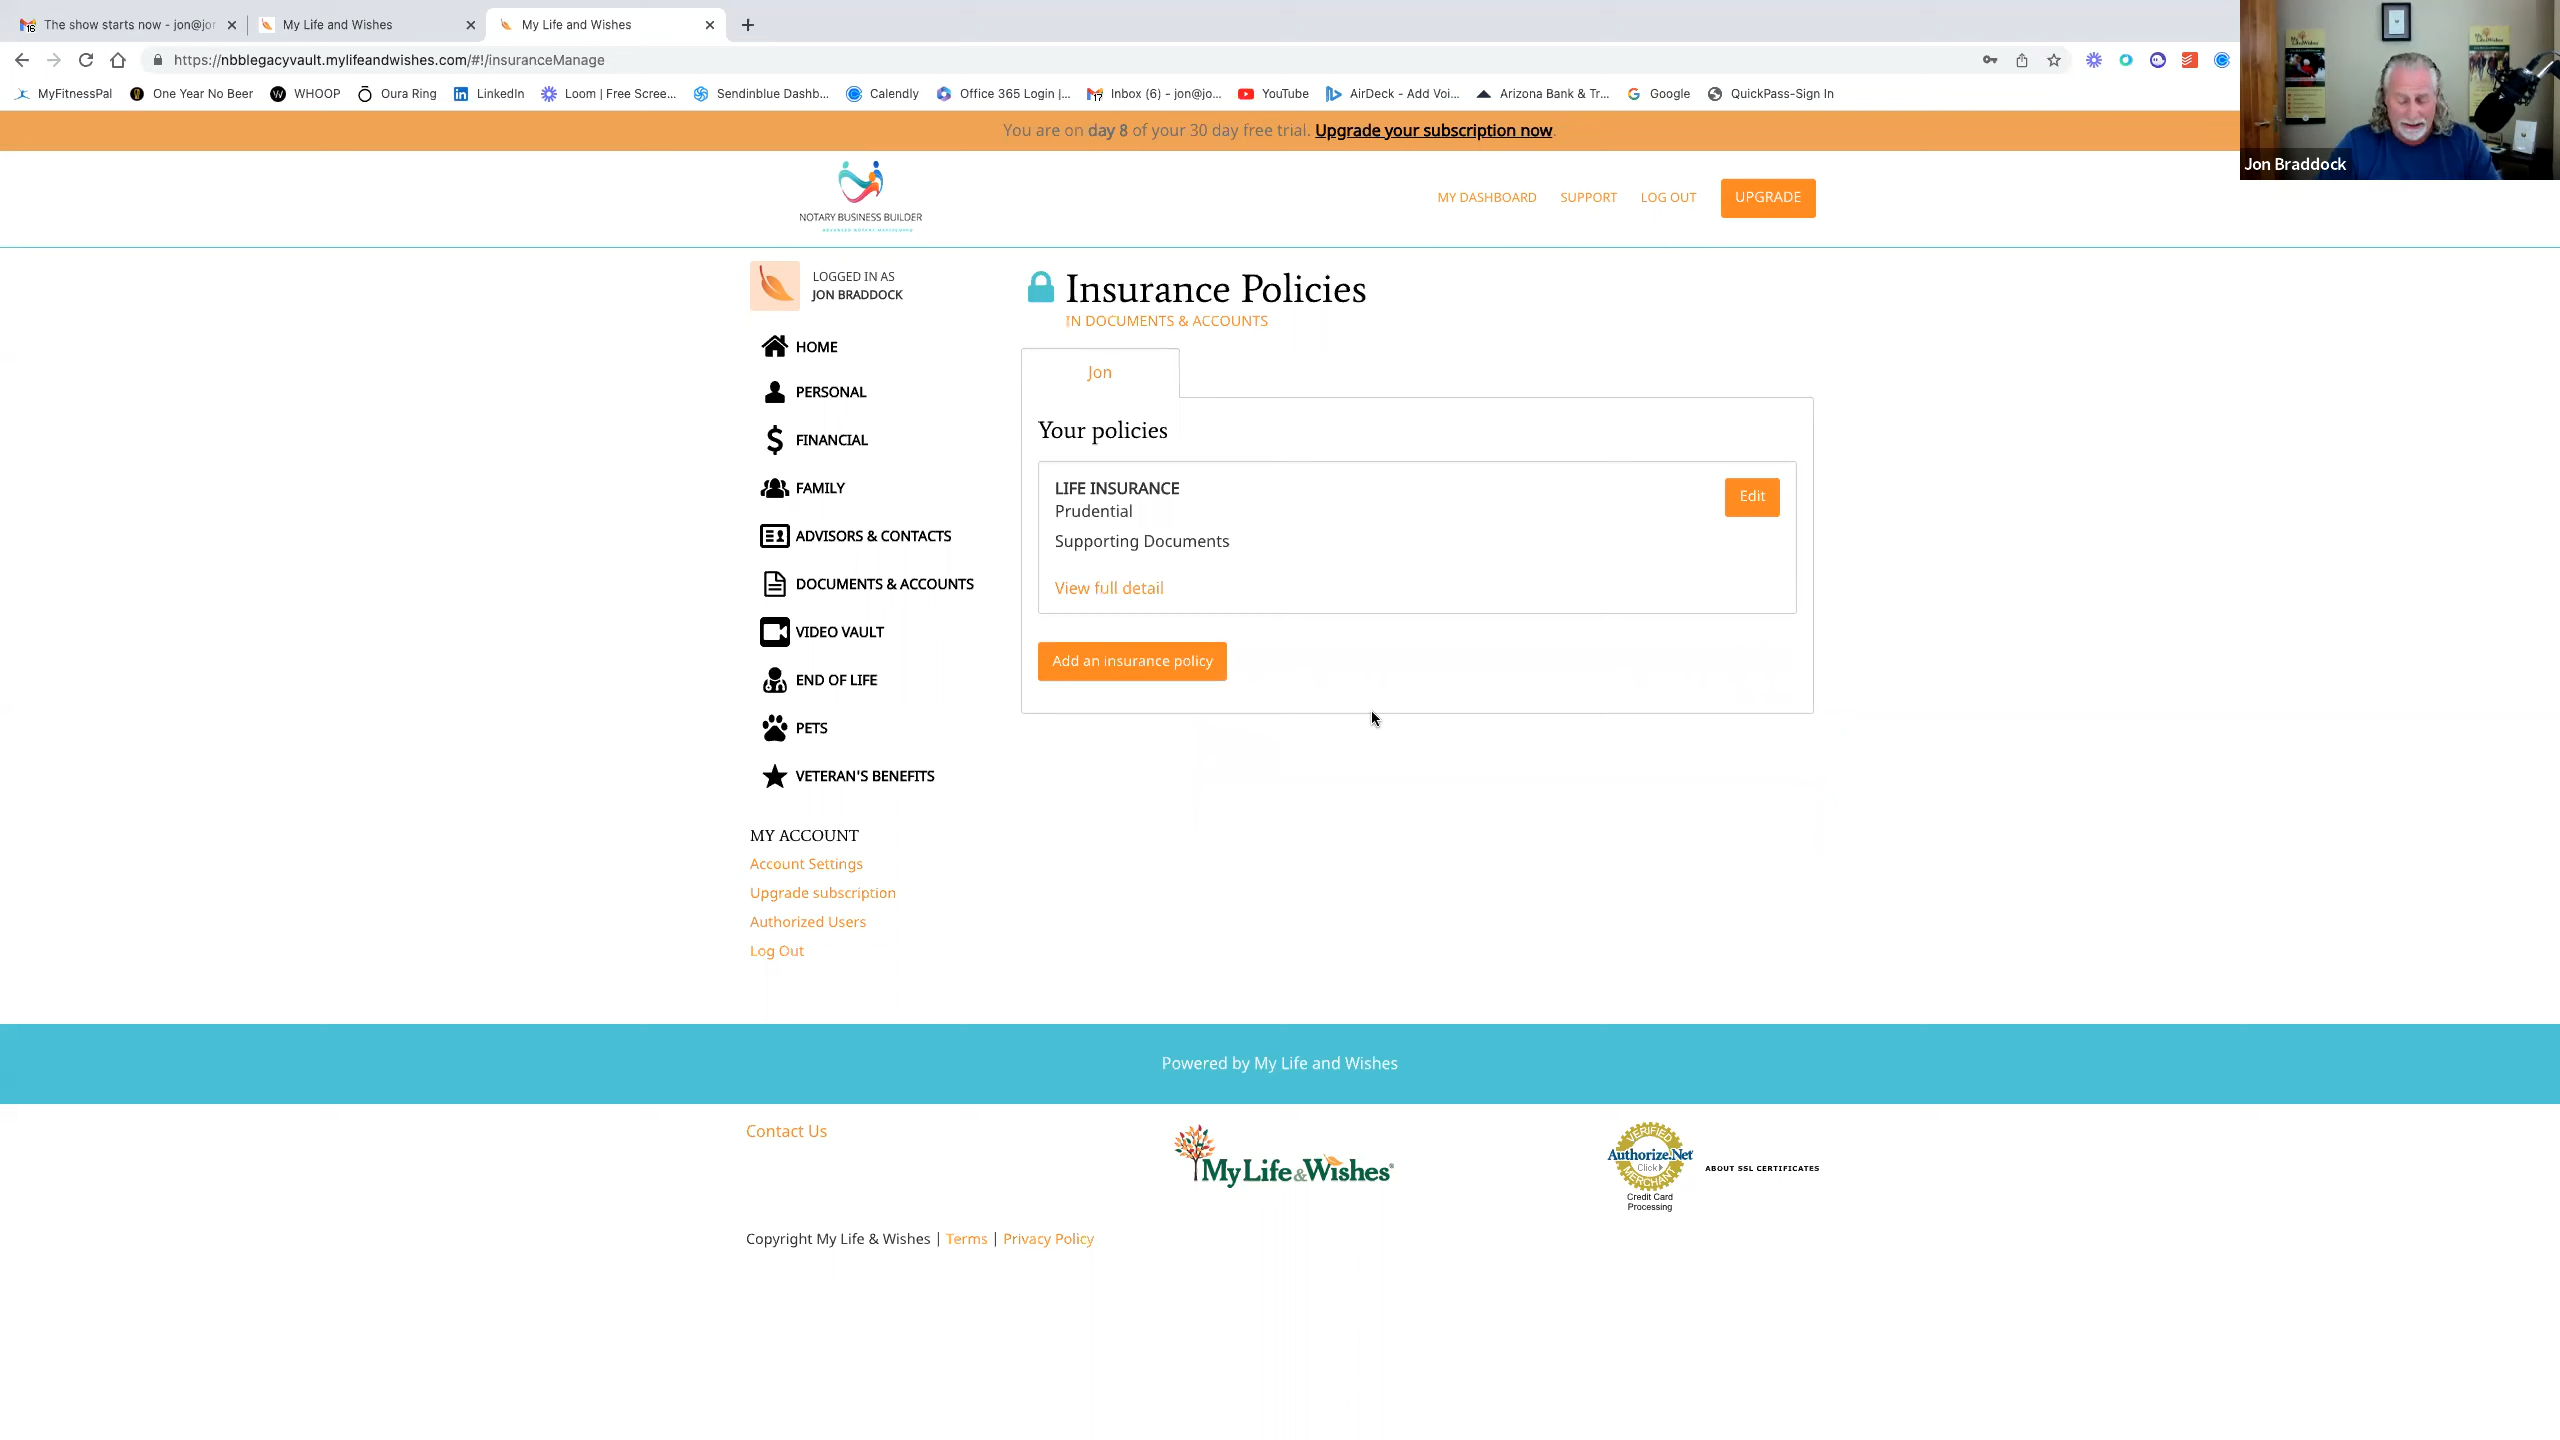 The show starts now - jon@jor
My Life and Wishes
My Life and Wishes
https://nbblegacyvault.mylifeandwishes.com/#!/insuranceManage
MyFitnessPal
One Year No Beer
WHOOP
Oura Ring
LinkedIn
Loom | Free Scree...
Sendinblue Dashb...
Calendly
Office 365 Login |...
Inbox (6) - jon@jo...
YouTube
AirDeck - Add Voi...
Arizona Bank & Tr...
Google
QuickPass-Sign In
Jon Braddock
You are on day 8 of your 30 day free trial. Upgrade your subscription now.
NOTARY BUSINESS BUILDER
MY DASHBOARD
SUPPORT
LOG OUT
UPGRADE
LOGGED IN AS
JON BRADDOCK
HOME
PERSONAL
FINANCIAL
FAMILY
ADVISORS & CONTACTS
DOCUMENTS & ACCOUNTS
VIDEO VAULT
END OF LIFE
PETS
VETERAN'S BENEFITS
MY ACCOUNT
Account Settings
Upgrade subscription
Authorized Users
Log Out
Insurance Policies
IN DOCUMENTS & ACCOUNTS
Jon
Your policies
LIFE INSURANCE
Prudential
Supporting Documents
View full detail
Edit
Add an insurance policy
Powered by My Life and Wishes
Contact Us
My Life & Wishes®
VERIFIED
Authorize.Net
Click
MERCHANT
Credit Card
Processing
ABOUT SSL CERTIFICATES
Copyright My Life & Wishes | Terms | Privacy Policy